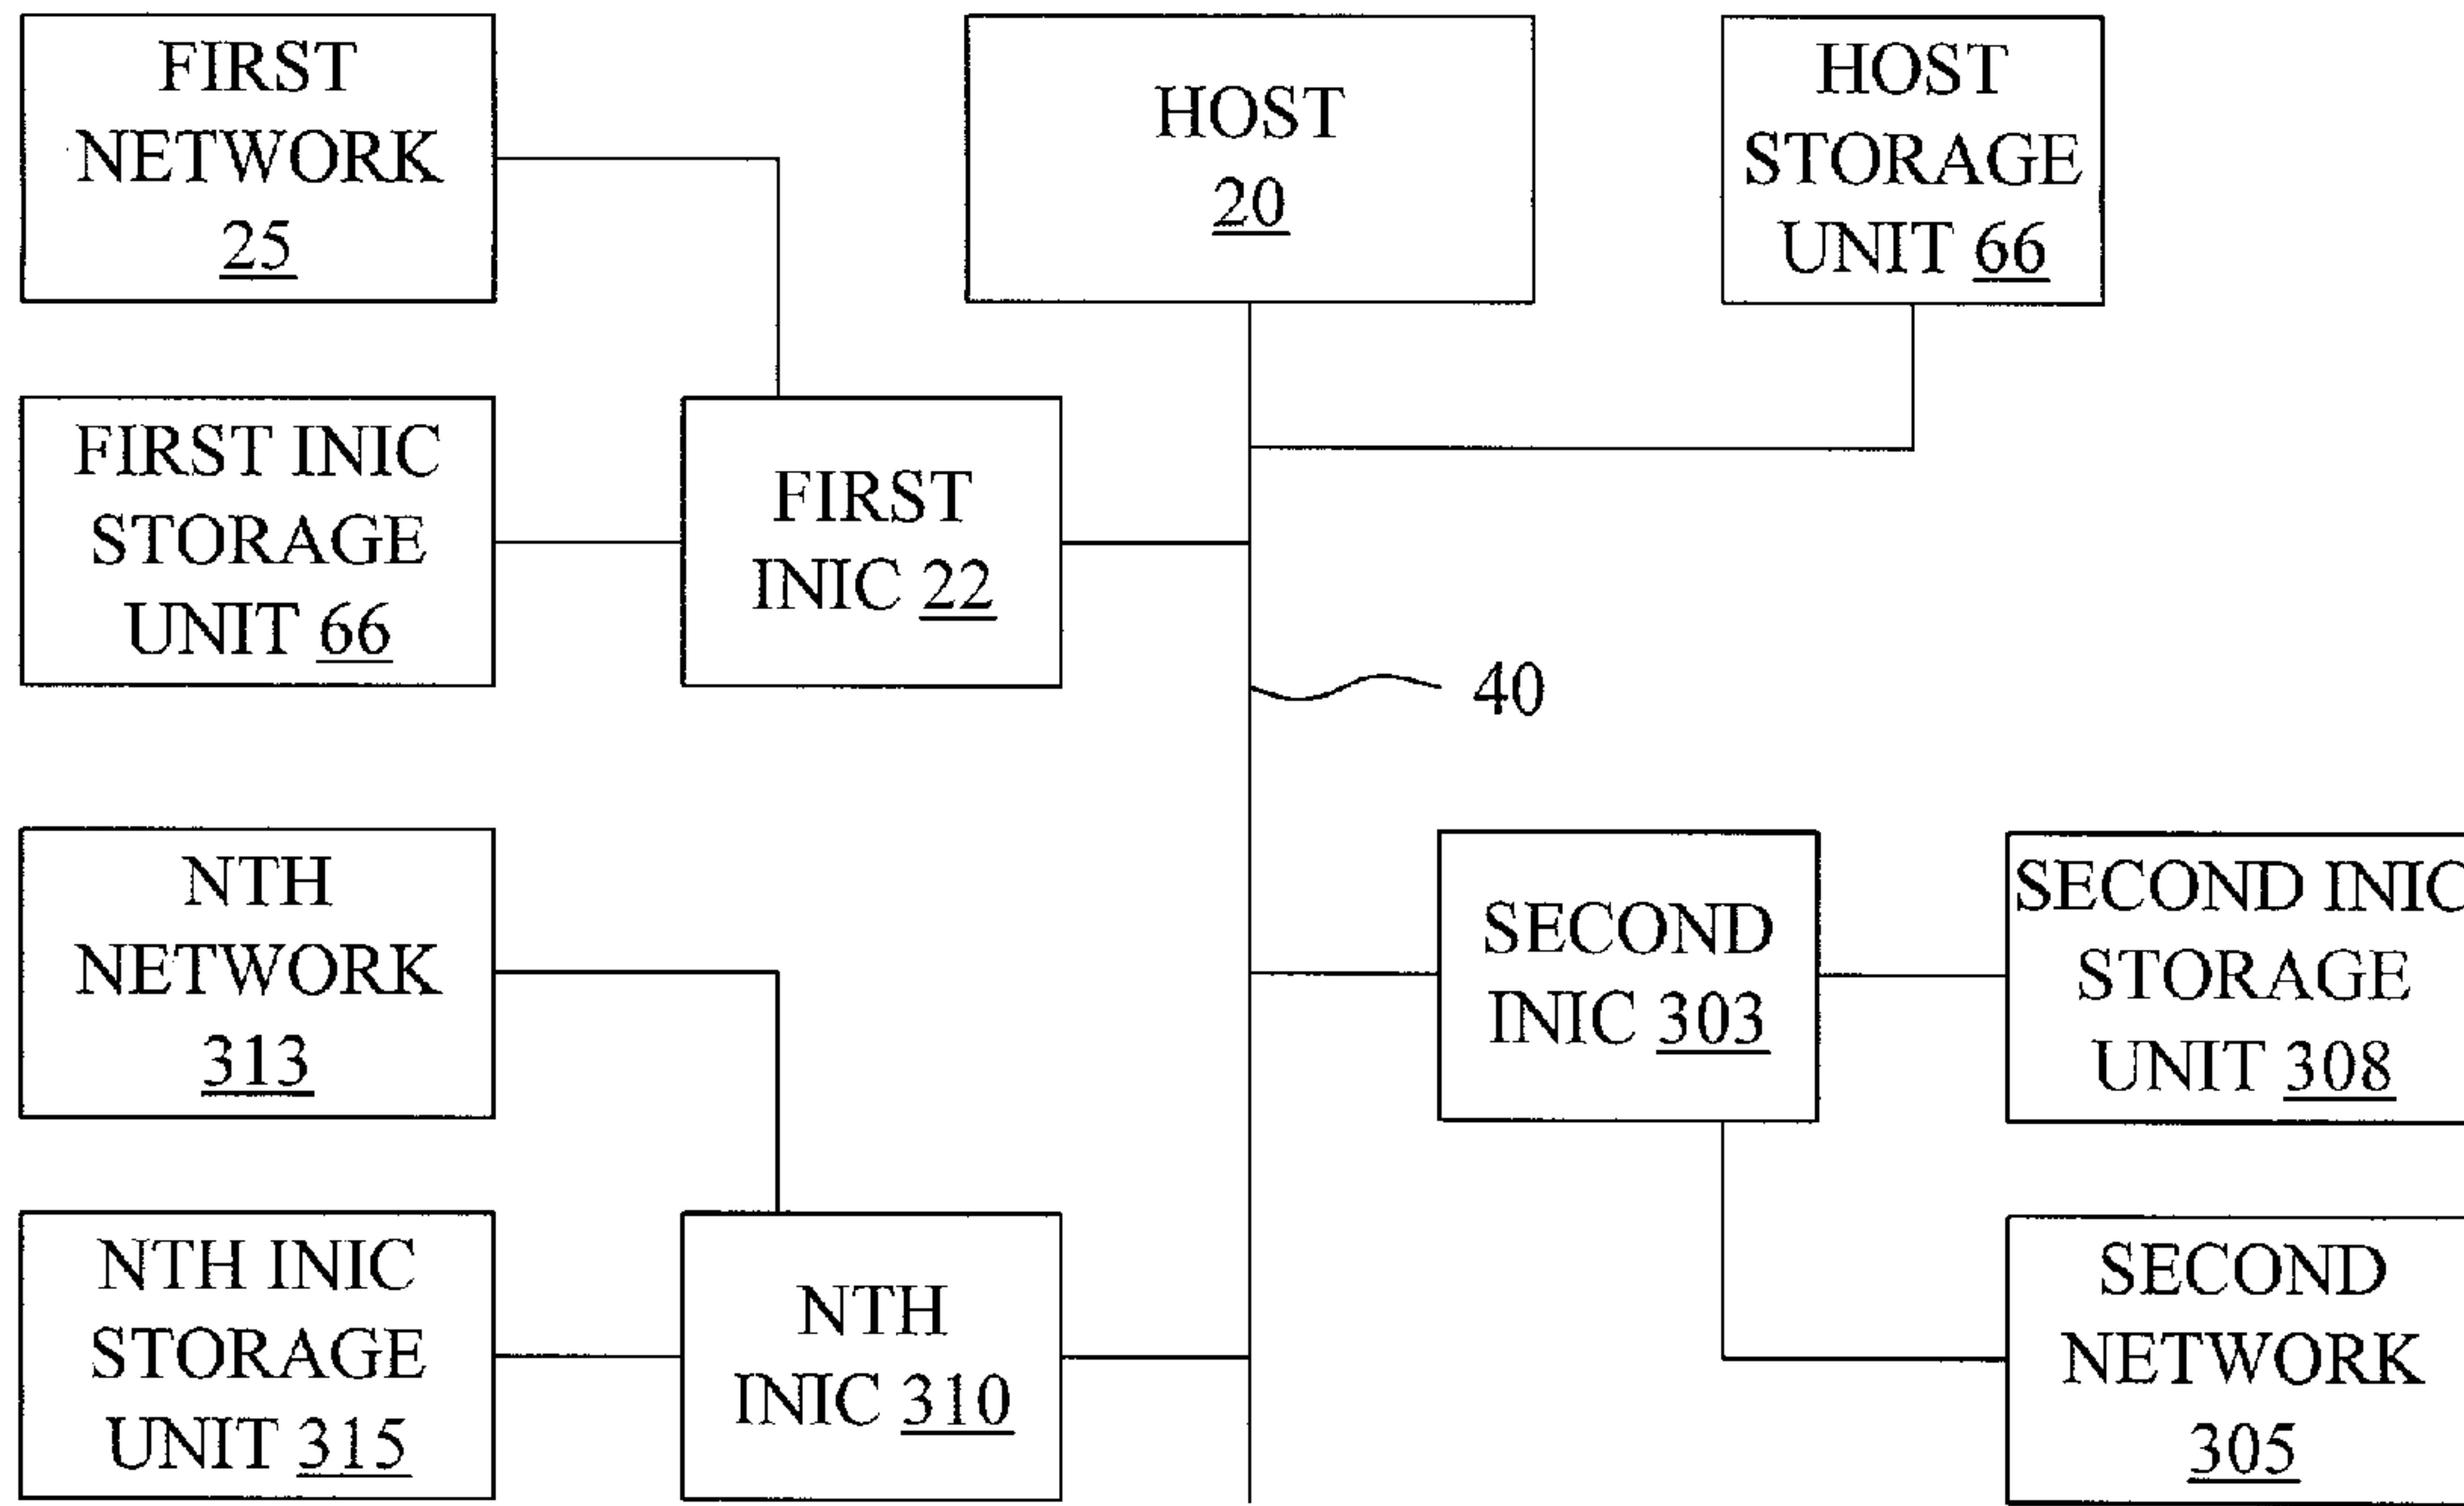 FIRST
NETWORK
25
HOST
20
HOST
STORAGE
UNIT 66
FIRST INIC
STORAGE
UNIT 66
FIRST
INIC 22
40
NTH
NETWORK
313
SECOND
INIC 303
SECOND INIC
STORAGE
UNIT 308
NTH INIC
STORAGE
UNIT 315
NTH
INIC 310
SECOND
NETWORK
305